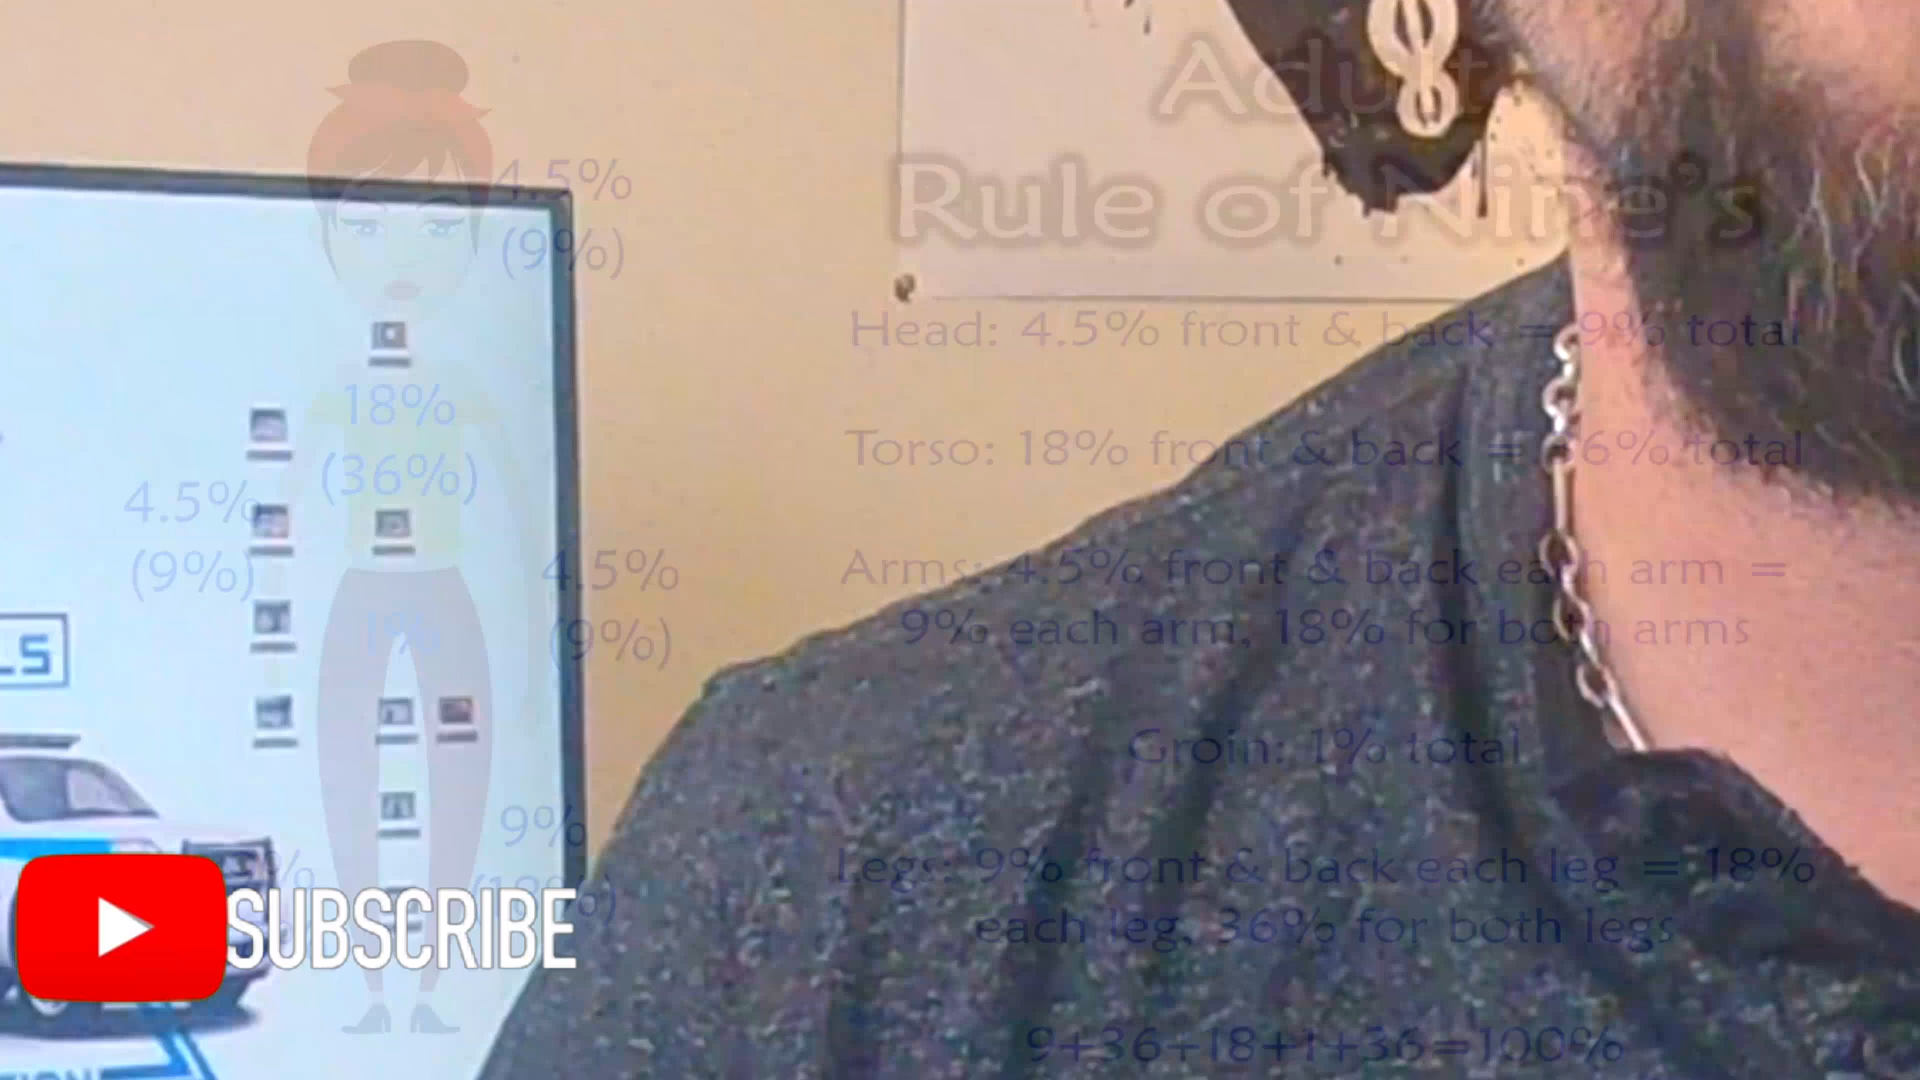 Adult
Rule of Nine's
4.5%
(9%)
Head: 4.5% front & back = 9% total
18%
(36%)
Torso: 18% front & back = 36% total
4.5%
(9%)
4.5%
(9%)
Arms: 4.5% front & back each arm =
9% each arm, 18% for both arms
1%
LS
Groin: 1% total
9%
(18%)
Legs: 9% front & back each leg = 18%
each leg, 36% for both legs
SUBSCRIBE
9+36+18+1+36=100%